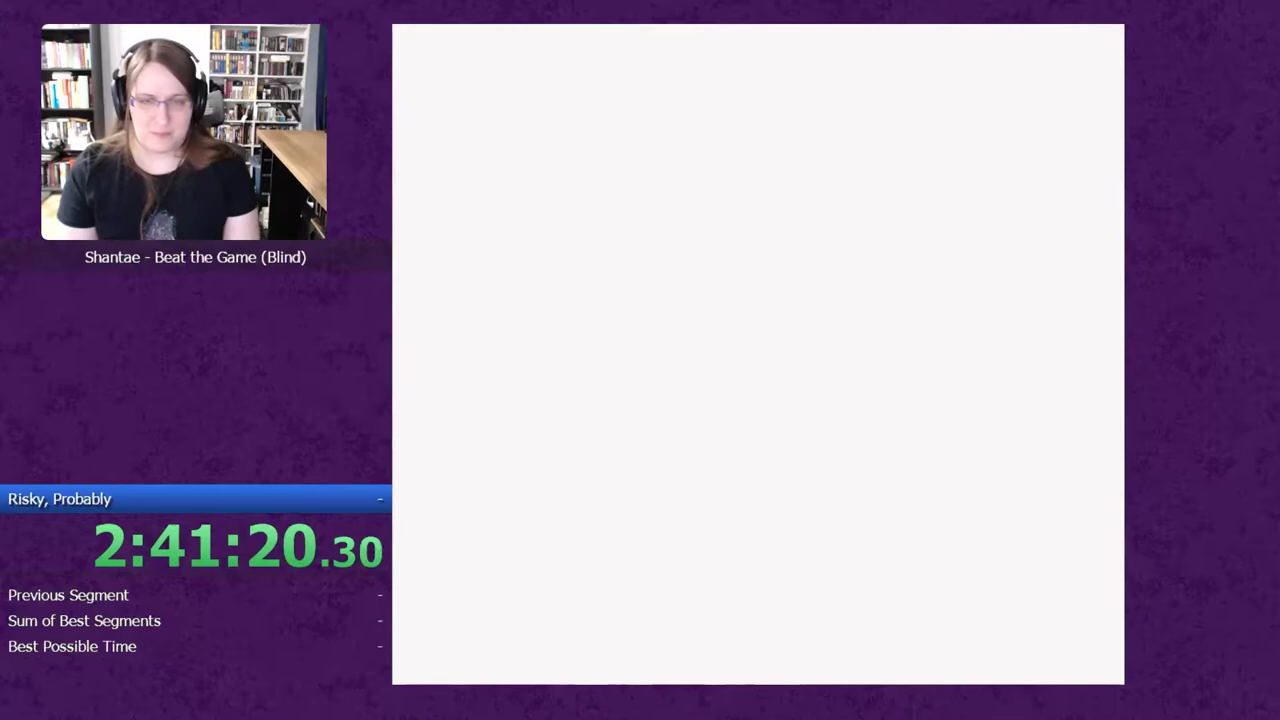 Shantae - Beat the Game (Blind)
Risky, Probably -
2:41:20.30
Previous Segment -
Sum of Best Segments -
Best Possible Time -